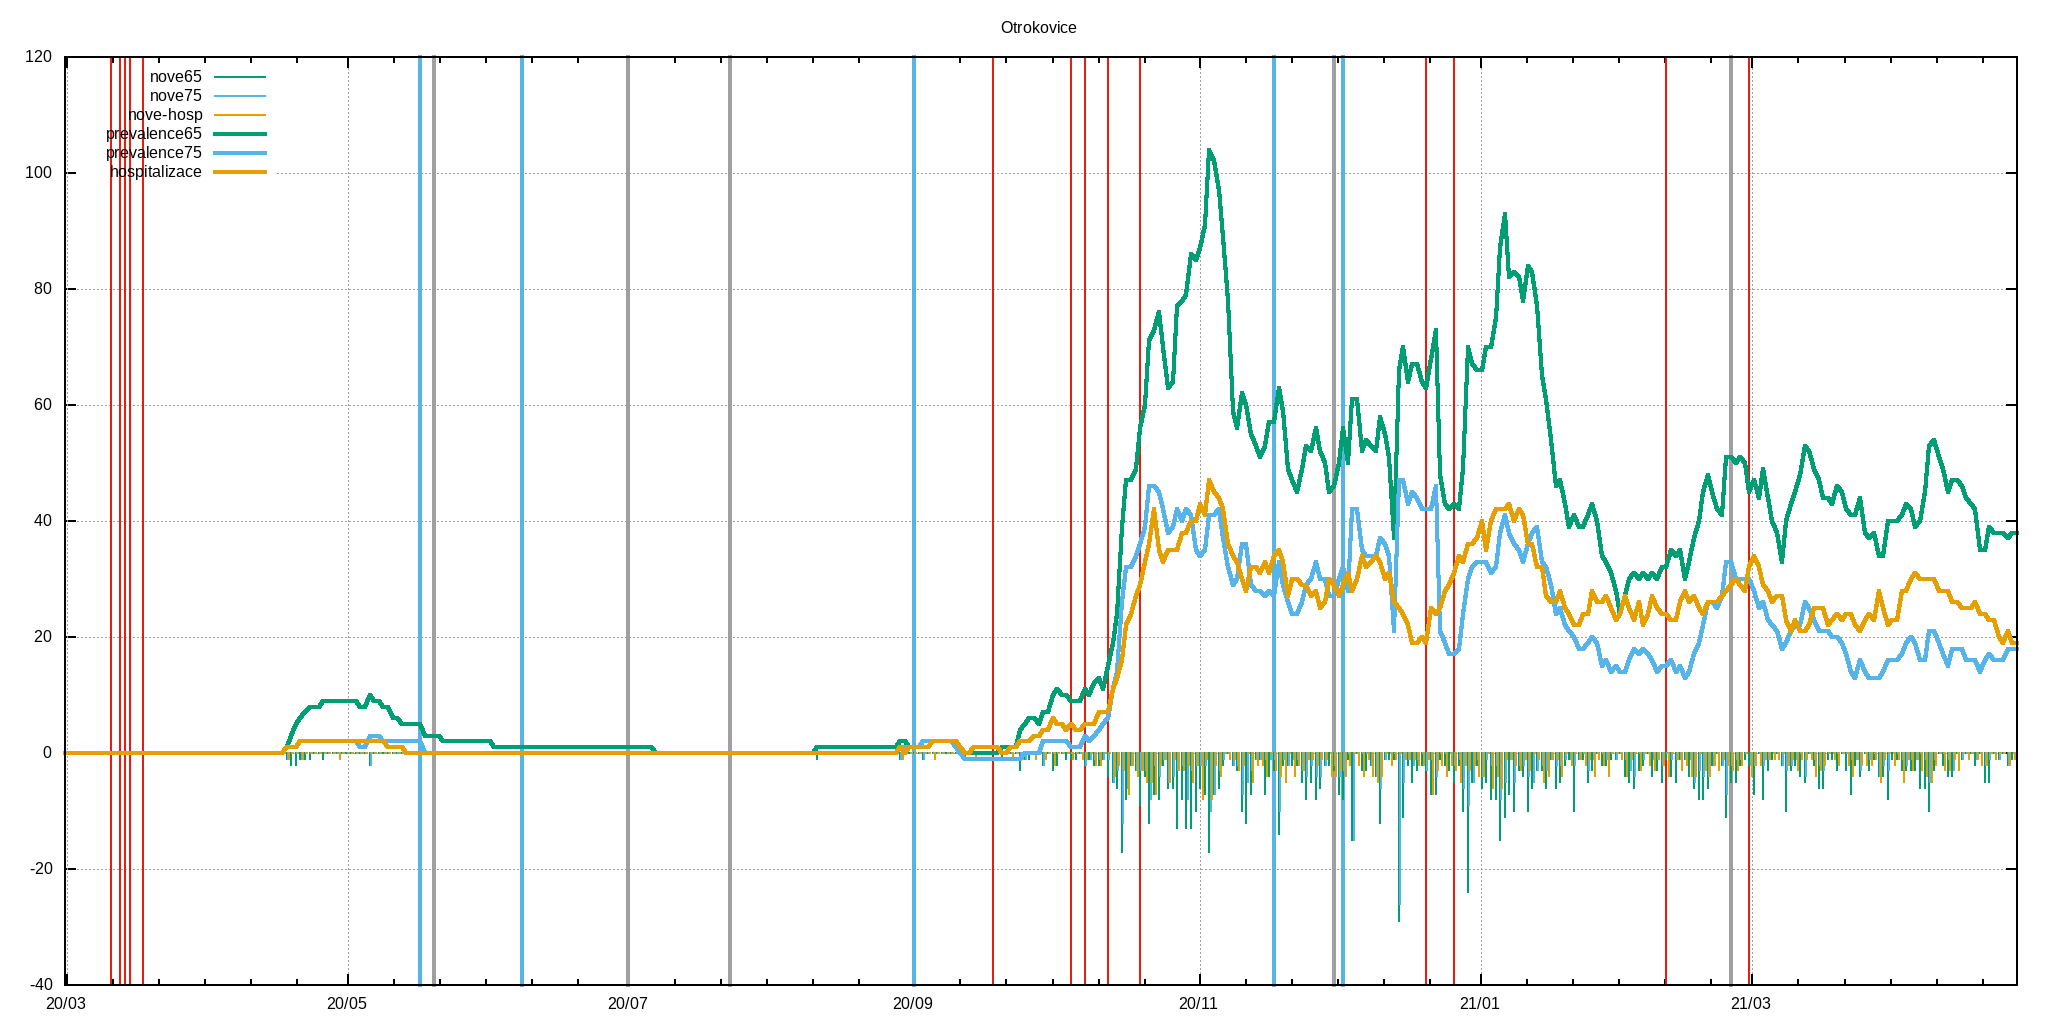 Otrokovice
120
100
80
60
40
20
0
-20
-40
nove65
nove75
nove-hosp
prevalence65
prevalence75
hospitalizace
20/03 20/05 20/07 20/09 20/11 21/01 21/03